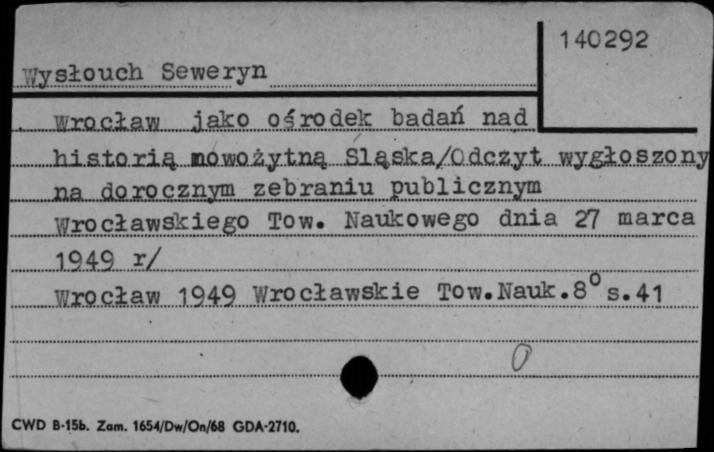 140292
Wysłouch Seweryn
Wrocław jako ośrodek badań nad
historią nowożytną Śląska/Odczyt wygłoszony
na dorocznym zebraniu publicznym
Wrocławskiego Tow. Naukowego dnia 27 marca
1949 r/
Wrocław 1949 Wrocławskie Tow.Nauk.8° s.41
0
CWD B-15b. Zam. 1654/Dw/On/68 GDA-2710.